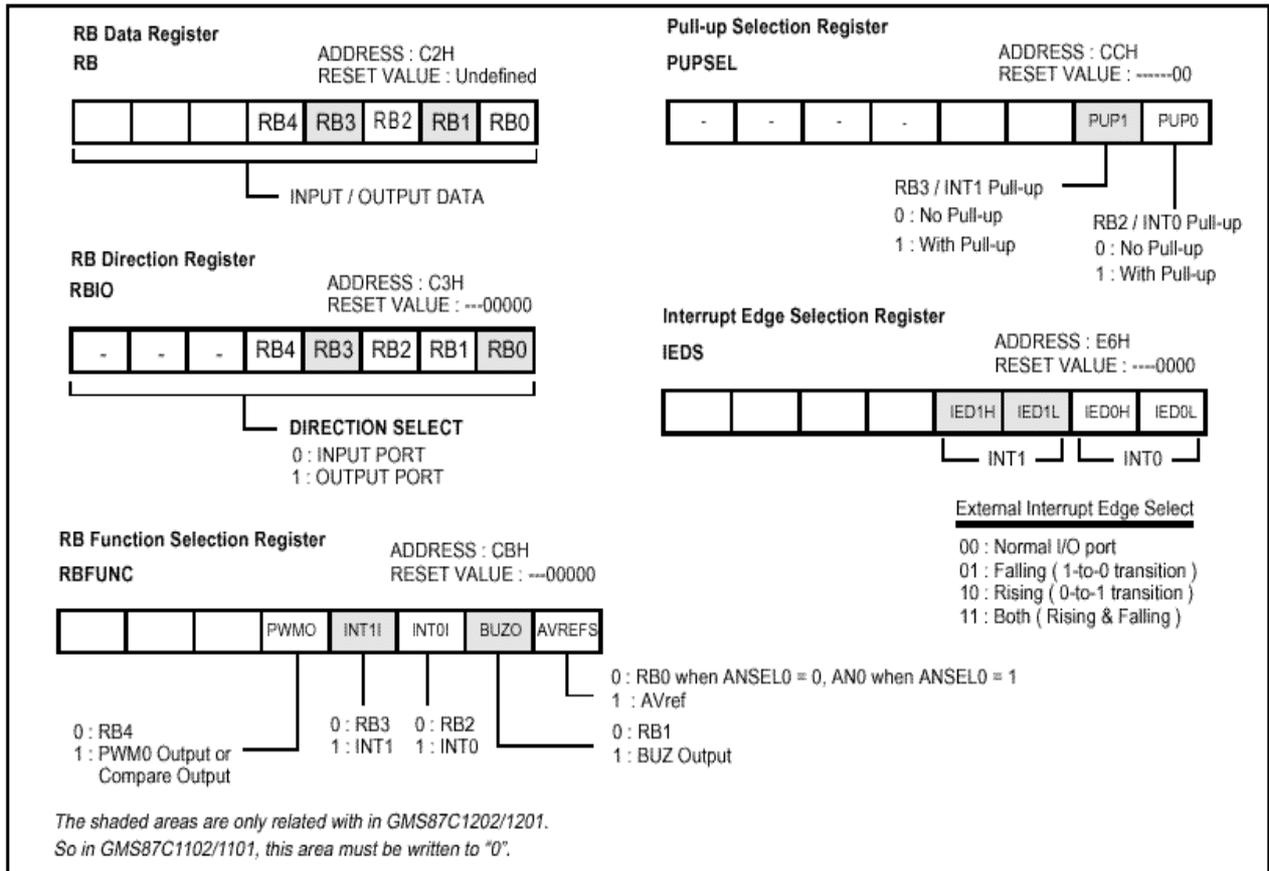 RB Data Register
RB
ADDRESS : C2H
RESET VALUE : Undefined
RB4 RB3 RB2 RB1 RB0
INPUT / OUTPUT DATA
RB Direction Register
RBIO
ADDRESS : C3H
RESET VALUE : ---00000
- - - RB4 RB3 RB2 RB1 RB0
DIRECTION SELECT
0 : INPUT PORT
1 : OUTPUT PORT
RB Function Selection Register
RBFUNC
ADDRESS : CBH
RESET VALUE : ---00000
PWMO INT1I INT0I BUZO AVREFS
0 : RB4
1 : PWM0 Output or
Compare Output
0 : RB3
1 : INT1
0 : RB2
1 : INT0
0 : RB1
1 : BUZ Output
0 : RB0 when ANSEL0 = 0, AN0 when ANSEL0 = 1
1 : AVref
Pull-up Selection Register
PUPSEL
ADDRESS : CCH
RESET VALUE : ------00
- - - - PUP1 PUP0
RB3 / INT1 Pull-up
0 : No Pull-up
1 : With Pull-up
RB2 / INT0 Pull-up
0 : No Pull-up
1 : With Pull-up
Interrupt Edge Selection Register
IEDS
ADDRESS : E6H
RESET VALUE : ----0000
IED1H IED1L IED0H IED0L
INT1 INT0
External Interrupt Edge Select
00 : Normal I/O port
01 : Falling ( 1-to-0 transition )
10 : Rising ( 0-to-1 transition )
11 : Both ( Rising & Falling )
The shaded areas are only related with in GMS87C1202/1201.
So in GMS87C1102/1101, this area must be written to “0”.